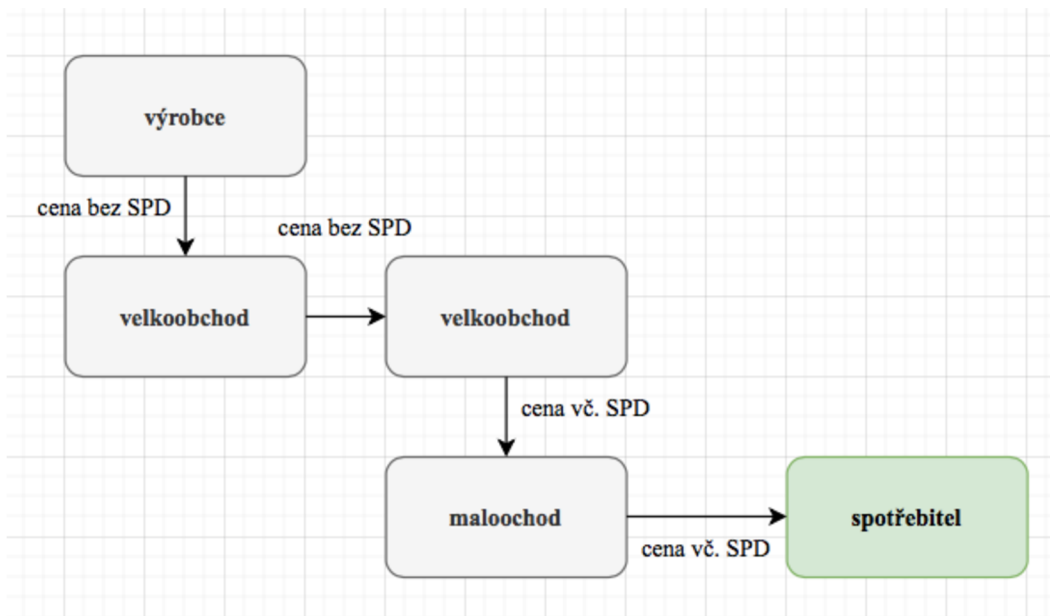 výrobce
cena bez SPD
cena bez SPD
velkoobchod
velkoobchod
cena vč. SPD
maloochod
spotřebitel
cena vč. SPD